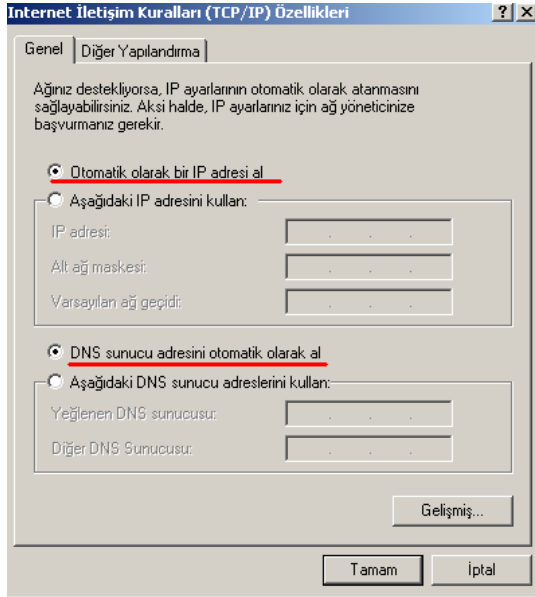 Internet İletişim Kuralları (TCP/IP) Özellikleri
Genel
Diğer Yapılandırma
Ağınız destekliyorsa, IP ayarlarının otomatik olarak atanmasını
sağlayabilirsiniz. Aksi halde, IP ayarlarınız için ağ yöneticinize
başvurmanız gerekir.
Otomatik olarak bir IP adresi al
Aşağıdaki IP adresini kullan:
IP adresi:
Alt ağ maskesi:
Varsayılan ağ geçidi:
DNS sunucu adresini otomatik olarak al
Aşağıdaki DNS sunucu adreslerini kullan:
Yeğlenen DNS sunucusu:
Diğer DNS Sunucusu:
Gelişmiş...
Tamam
İptal